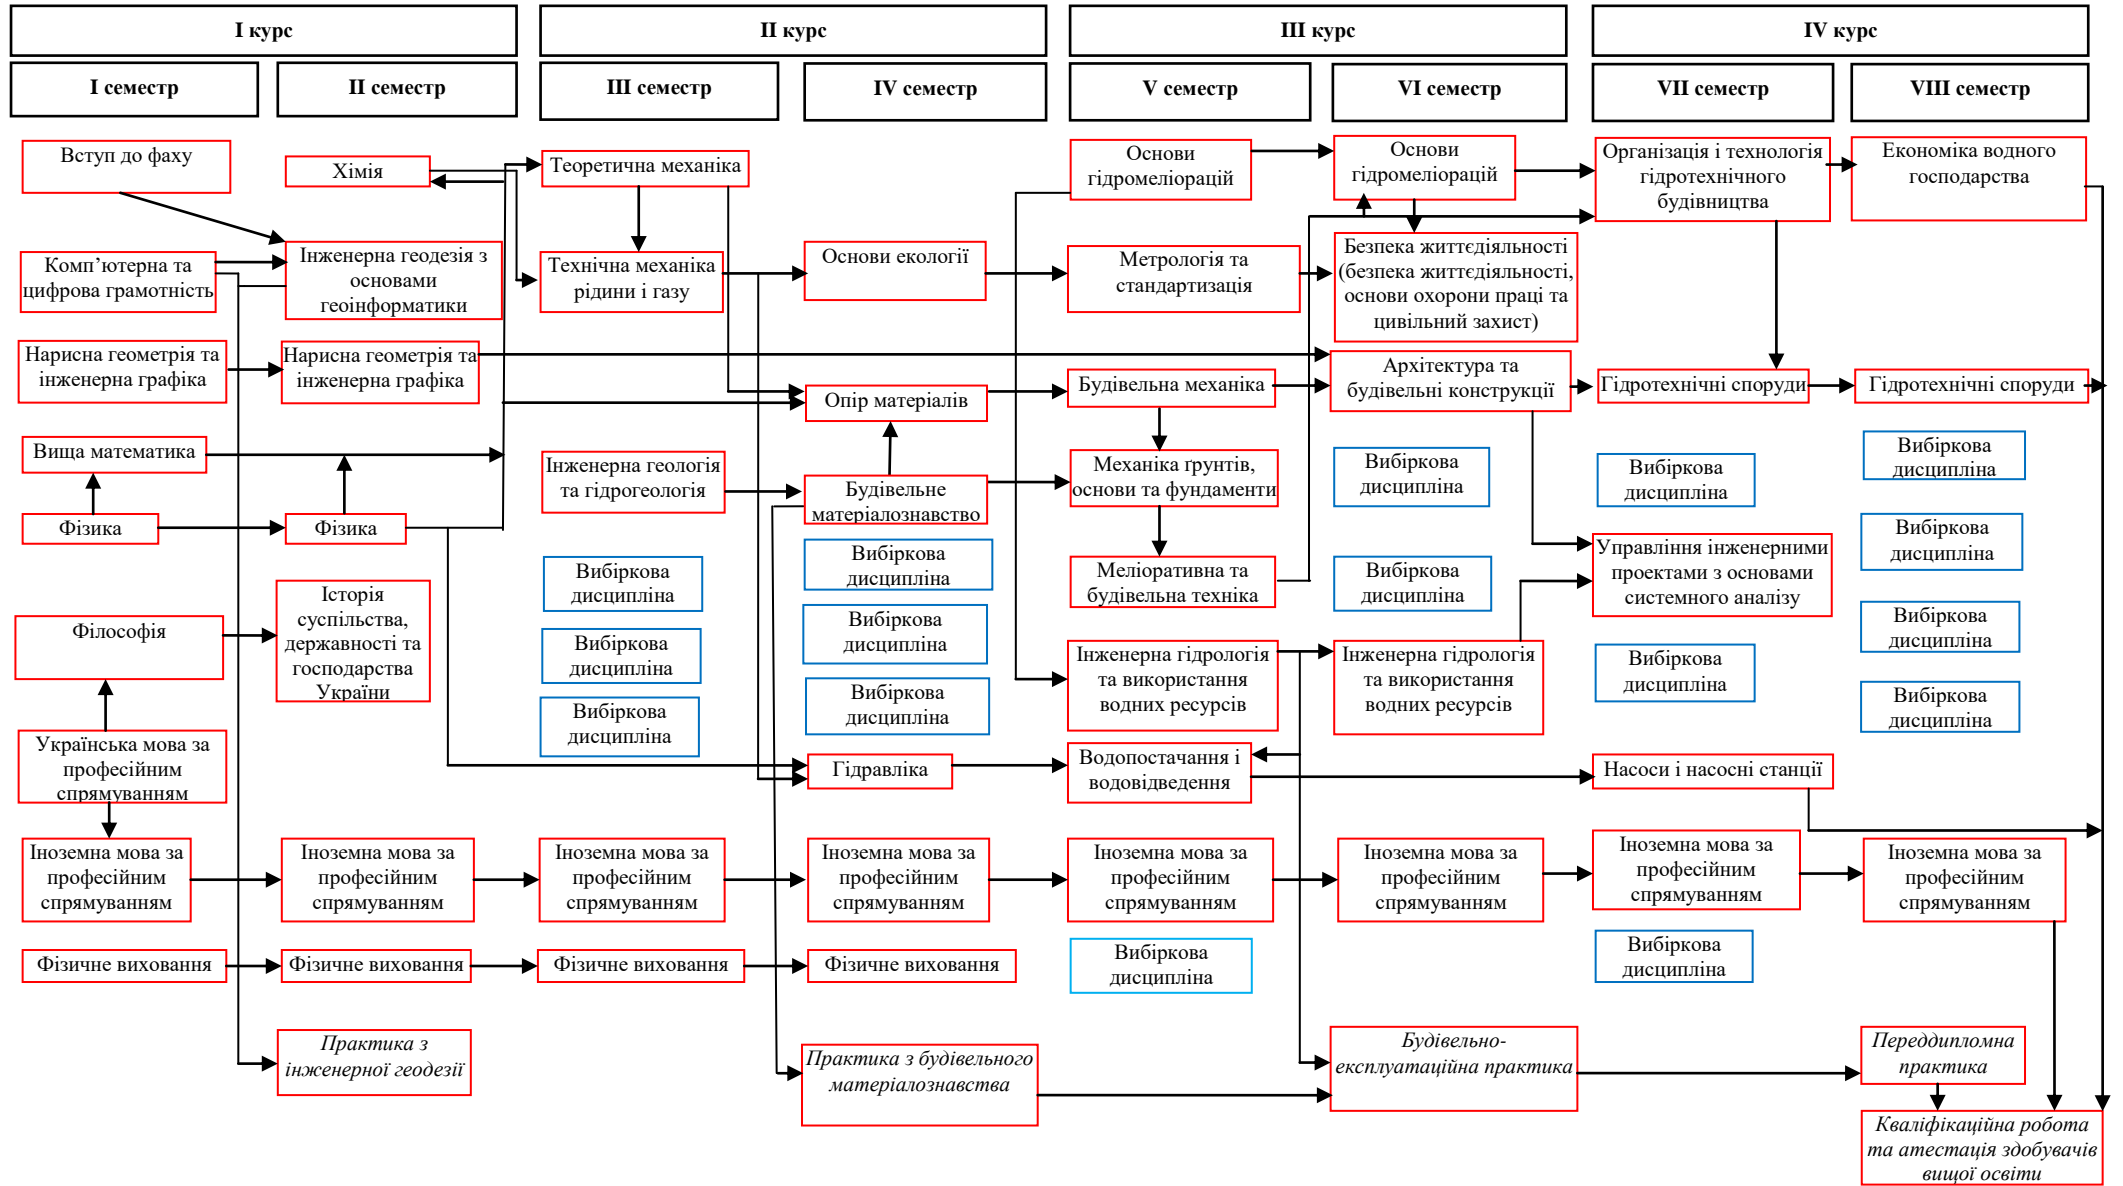 І курс
ІІ курс
ІІІ курс
IV курс
І семестр
ІІ семестр
ІІІ семестр
IV семестр
V семестр
VI семестр
VII семестр
VIII семестр
Вступ до фаху
Комп’ютерна та
цифрова грамотність
Нарисна геометрія та
інженерна графіка
Вища математика
Фізика
Філософія
Українська мова за
професійним
спрямуванням
Іноземна мова за
професійним
спрямуванням
Фізичне виховання
Хімія
Інженерна геодезія з
основами
геоінформатики
Нарисна геометрія та
інженерна графіка
Фізика
Історія
суспільства,
державності та
господарства
України
Іноземна мова за
професійним
спрямуванням
Фізичне виховання
Практика з
інженерної геодезії
Теоретична механіка
Технічна механіка
рідини і газу
Інженерна геологія
та гідрогеологія
Вибіркова
дисципліна
Вибіркова
дисципліна
Вибіркова
дисципліна
Іноземна мова за
професійним
спрямуванням
Фізичне виховання
Основи екології
Опір матеріалів
Будівельне
матеріалознавство
Вибіркова
дисципліна
Вибіркова
дисципліна
Вибіркова
дисципліна
Гідравліка
Іноземна мова за
професійним
спрямуванням
Фізичне виховання
Практика з будівельного
матеріалознавства
Основи
гідромеліорацій
Метрологія та
стандартизація
Будівельна механіка
Механіка ґрунтів,
основи та фундаменти
Меліоративна та
будівельна техніка
Інженерна гідрологія
та використання
водних ресурсів
Водопостачання і
водовідведення
Іноземна мова за
професійним
спрямуванням
Вибіркова
дисципліна
Основи
гідромеліорацій
Безпека життєдіяльності
(безпека життєдіяльності,
основи охорони праці та
цивільний захист)
Архітектура та
будівельні конструкції
Вибіркова
дисципліна
Вибіркова
дисципліна
Інженерна гідрологія
та використання
водних ресурсів
Іноземна мова за
професійним
спрямуванням
Будівельно-
експлуатаційна практика
Організація і технологія
гідротехнічного
будівництва
Гідротехнічні споруди
Вибіркова
дисципліна
Управління інженерними
проектами з основами
системного аналізу
Вибіркова
дисципліна
Насоси і насосні станції
Іноземна мова за
професійним
спрямуванням
Вибіркова
дисципліна
Економіка водного
господарства
Гідротехнічні споруди
Вибіркова
дисципліна
Вибіркова
дисципліна
Вибіркова
дисципліна
Вибіркова
дисципліна
Іноземна мова за
професійним
спрямуванням
Переддипломна
практика
Кваліфікаційна робота
та атестація здобувачів
вищої освіти